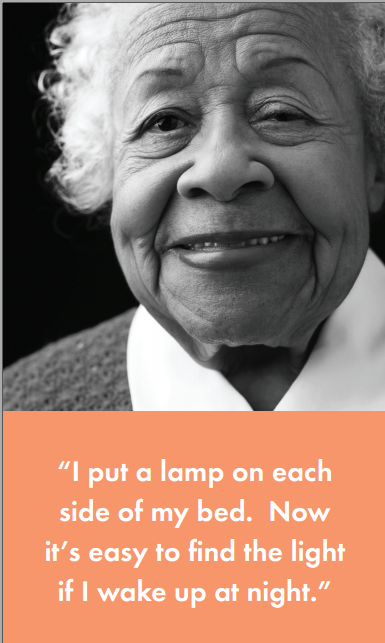 “I put a lamp on each
side of my bed.  Now
it’s easy to find the light
if I wake up at night.”